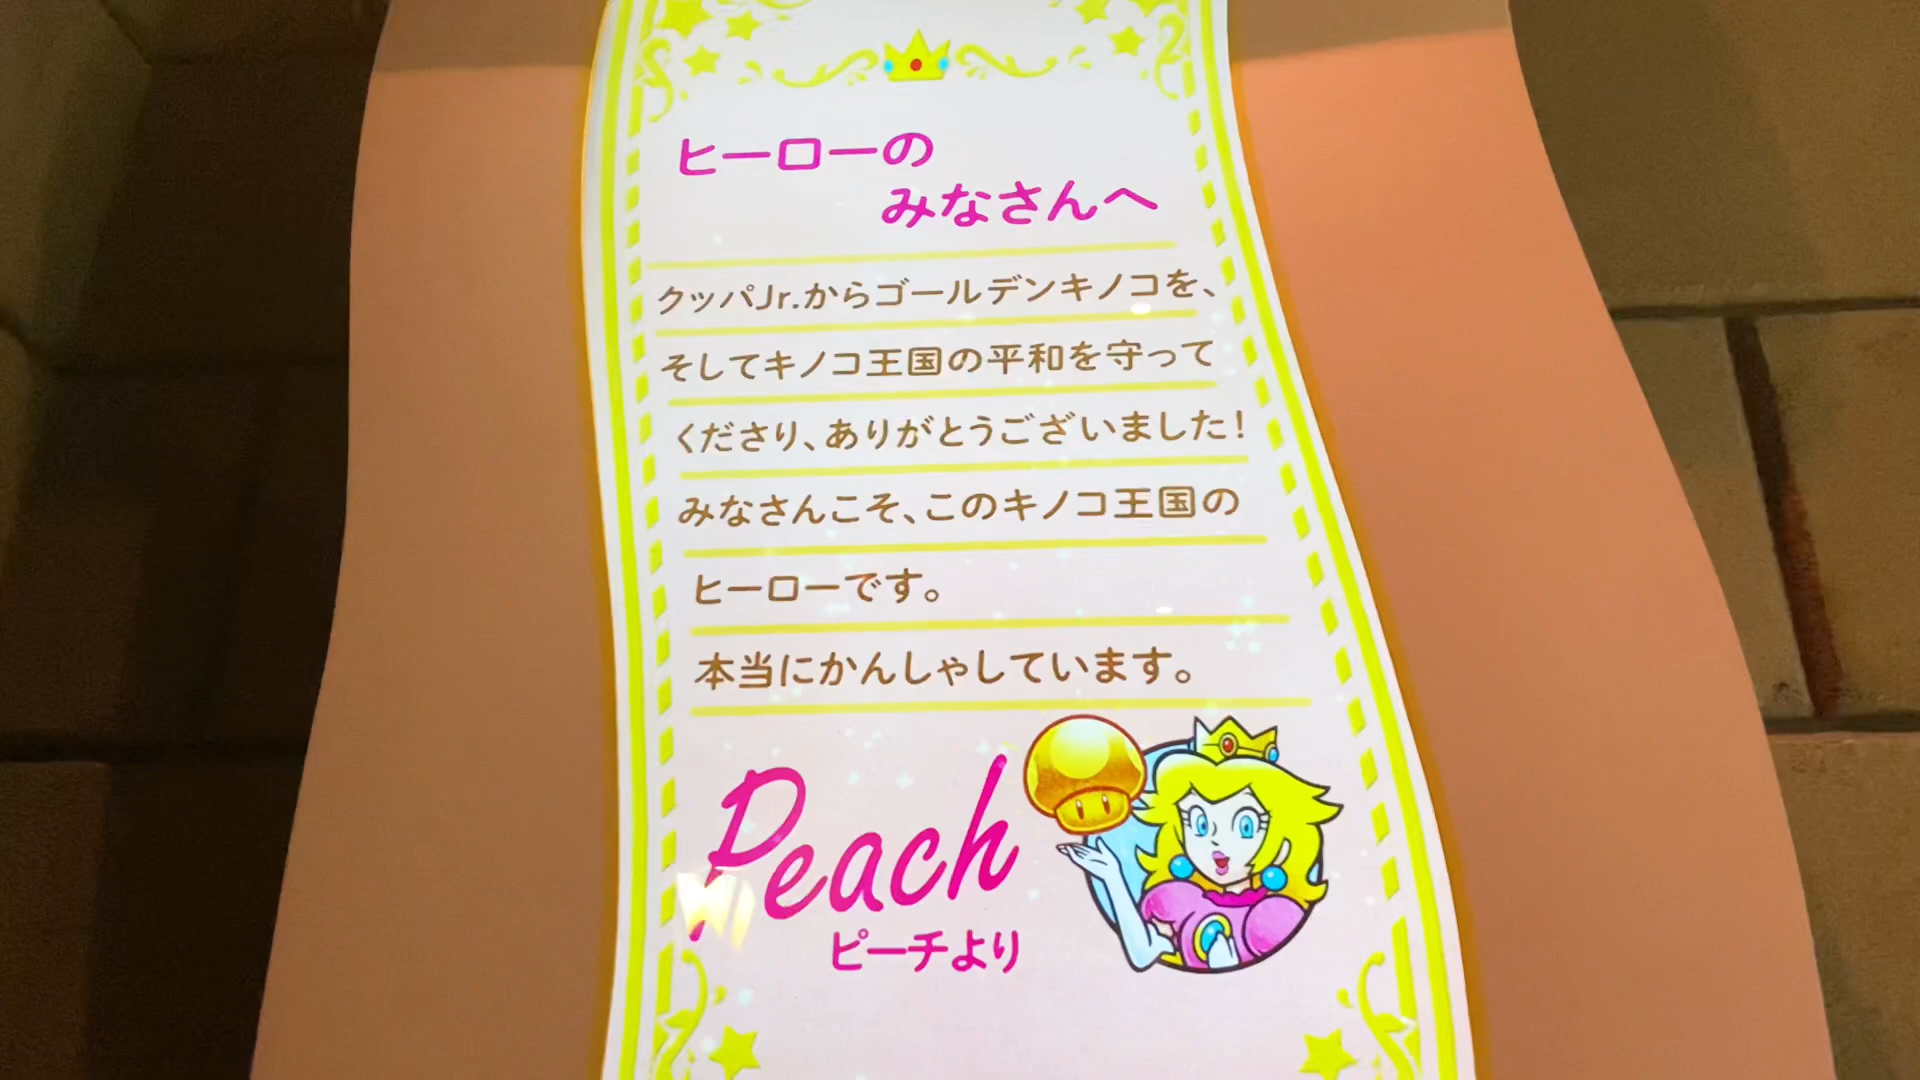 ヒーローの
みなさんへ
クッパJr.からゴールデンキノコを、
そしてキノコ王国の平和を守って
くださり、ありがとうございました!
みなさんこそ、このキノコ王国の
ヒーローです。
本当にかんしゃしています。
Peach
ピーチより